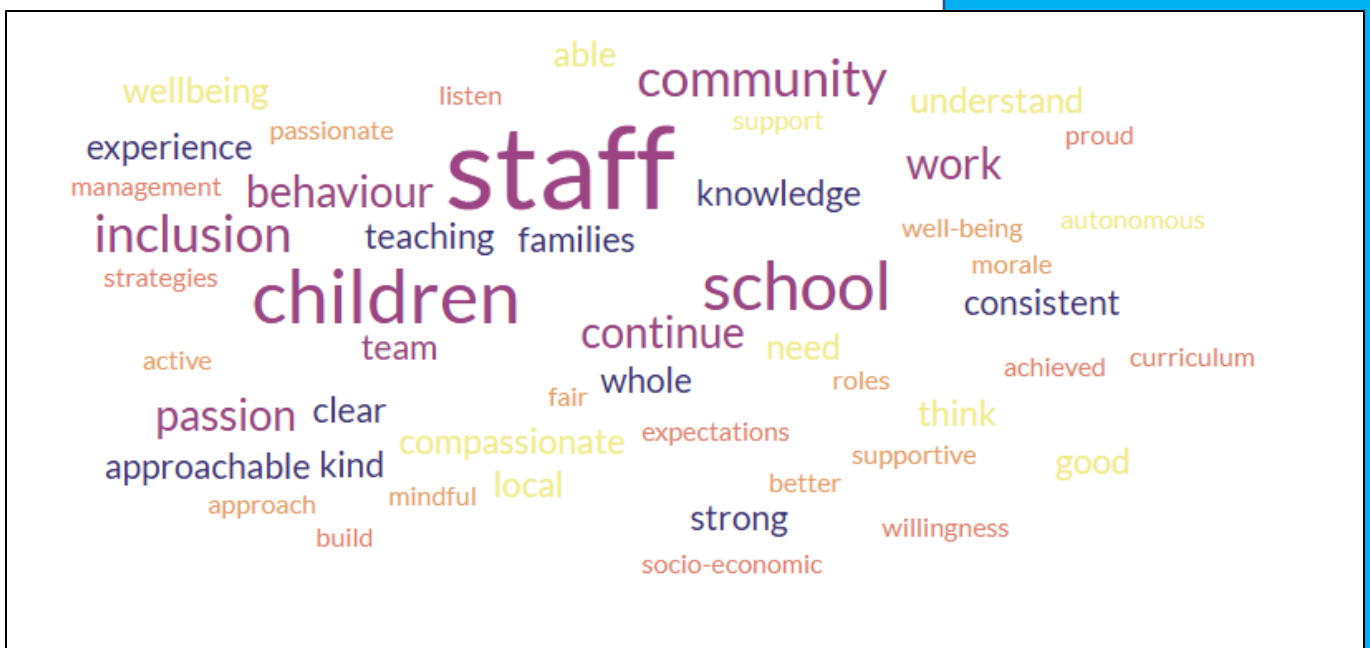 able
community
wellbeing
listen
understand
support
passionate
proud
experience
staff
work
management
behaviour
knowledge
inclusion
teaching
families
well-being
autonomous
strategies
children
school
morale
consistent
continue
team
need
active
achieved
curriculum
whole
roles
fair
passion
clear
think
compassionate
expectations
approachable
kind
supportive
good
approach
mindful
local
better
strong
build
willingness
socio-economic